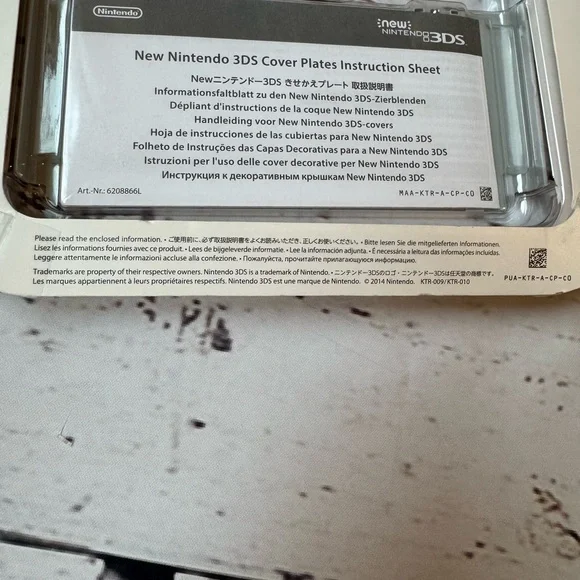 Nintendo
new NINTENDO 3DS
New Nintendo 3DS Cover Plates Instruction Sheet
Newニンテンドー3DS きせかえプレート 取扱説明書
Informationsfaltblatt zu den New Nintendo 3DS-Zierblenden
Dépliant d'instructions de la coque New Nintendo 3DS
Handleiding voor New Nintendo 3DS-covers
Hoja de instrucciones de las cubiertas para New Nintendo 3DS
Folheto de Instruções das Capas Decorativas para a New Nintendo 3DS
Istruzioni per l'uso delle cover decorative per New Nintendo 3DS
Инструкция к декоративным крышкам New Nintendo 3DS
Art.-Nr.: 6208866L
MAA-KTR-A-CP-C0
Please read the enclosed information. • ご使用前に、必ず取扱説明書をよくお読みいただき、正しくお使いください。 • Bitte lesen Sie die mitgelieferten Informationen.
Lisez les informations fournies avec ce produit. • Lees de bijgeleverde informatie. • Lee la información adjunta. • É necessária a leitura das informações incluídas.
Leggere attentamente le informazioni accluse alla confezione. • Пожалуйста, прочитайте прилагающуюся информацию.
Trademarks are property of their respective owners. Nintendo 3DS is a trademark of Nintendo. • ニンテンドー3DSのロゴ・ニンテンドー3DSは任天堂の商標です。
Les marques appartiennent à leurs propriétaires respectifs. Nintendo 3DS est une marque de Nintendo. © 2014 Nintendo. KTR-009/KTR-010
PUA-KTR-A-CP-C0